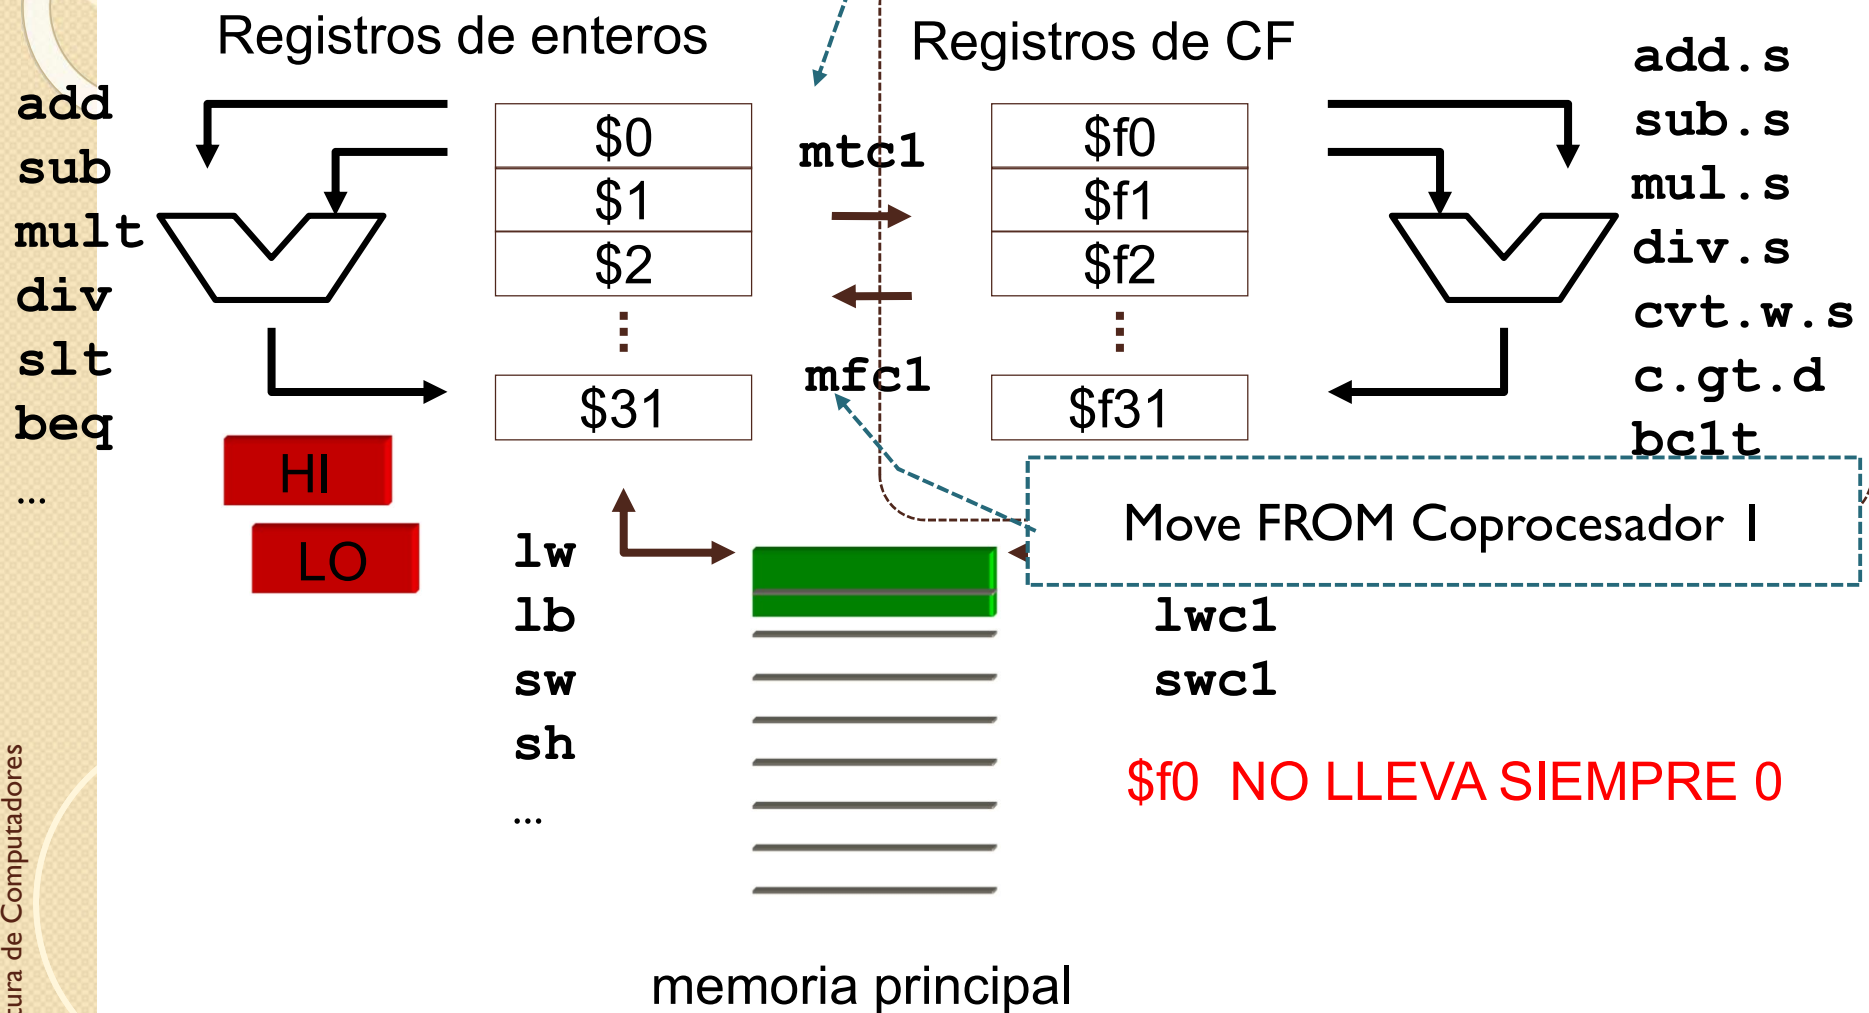 Registros de enteros
Registros de CF
add
sub
mult
div
slt
beq
...
$0
$1
$2
$31
mtc1
mfc1
$f0
$f1
$f2
$f31
add.s
sub.s
mul.s
div.s
cvt.w.s
c.gt.d
bc1t
HI
LO
Move FROM Coprocesador 1
lw
lb
sw
sh
...
lwc1
swc1
$f0 NO LLEVA SIEMPRE 0
memoria principal
de Computadores